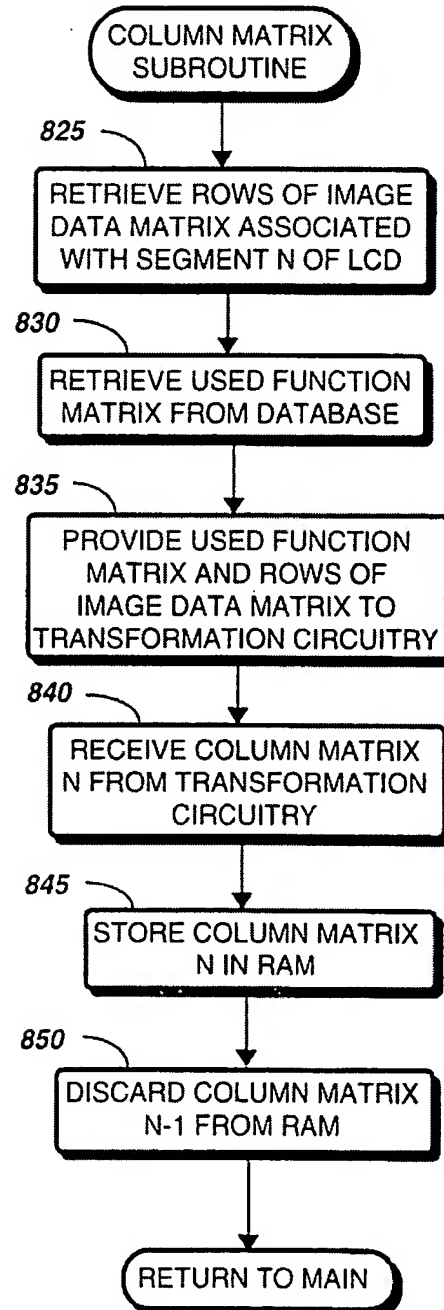 COLUMN MATRIX
SUBROUTINE
825
RETRIEVE ROWS OF IMAGE
DATA MATRIX ASSOCIATED
WITH SEGMENT N OF LCD
830
RETRIEVE USED FUNCTION
MATRIX FROM DATABASE
835
PROVIDE USED FUNCTION
MATRIX AND ROWS OF
IMAGE DATA MATRIX TO
TRANSFORMATION CIRCUITRY
840
RECEIVE COLUMN MATRIX
N FROM TRANSFORMATION
CIRCUITRY
845
STORE COLUMN MATRIX
N IN RAM
850
DISCARD COLUMN MATRIX
N-1 FROM RAM
RETURN TO MAIN